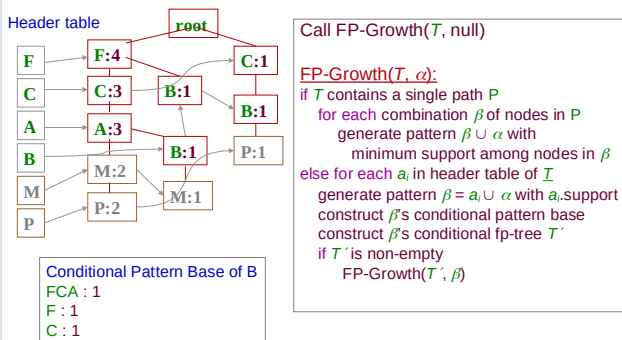 Header table
root
F
F:4
C:1
C
C:3
B:1
B:1
A
A:3
B
B:1
P:1
M
M:2
M:1
P
P:2
Conditional Pattern Base of B
FCA : 1
F : 1
C : 1
Call FP-Growth(T, null)
FP-Growth(T, α):
if T contains a single path P
for each combination β of nodes in P
generate pattern β ∪ α with
minimum support among nodes in β
else for each aᵢ in header table of T
generate pattern β = aᵢ ∪ α with aᵢ.support
construct β's conditional pattern base
construct β's conditional fp-tree T´
if T´ is non-empty
FP-Growth(T´, β)